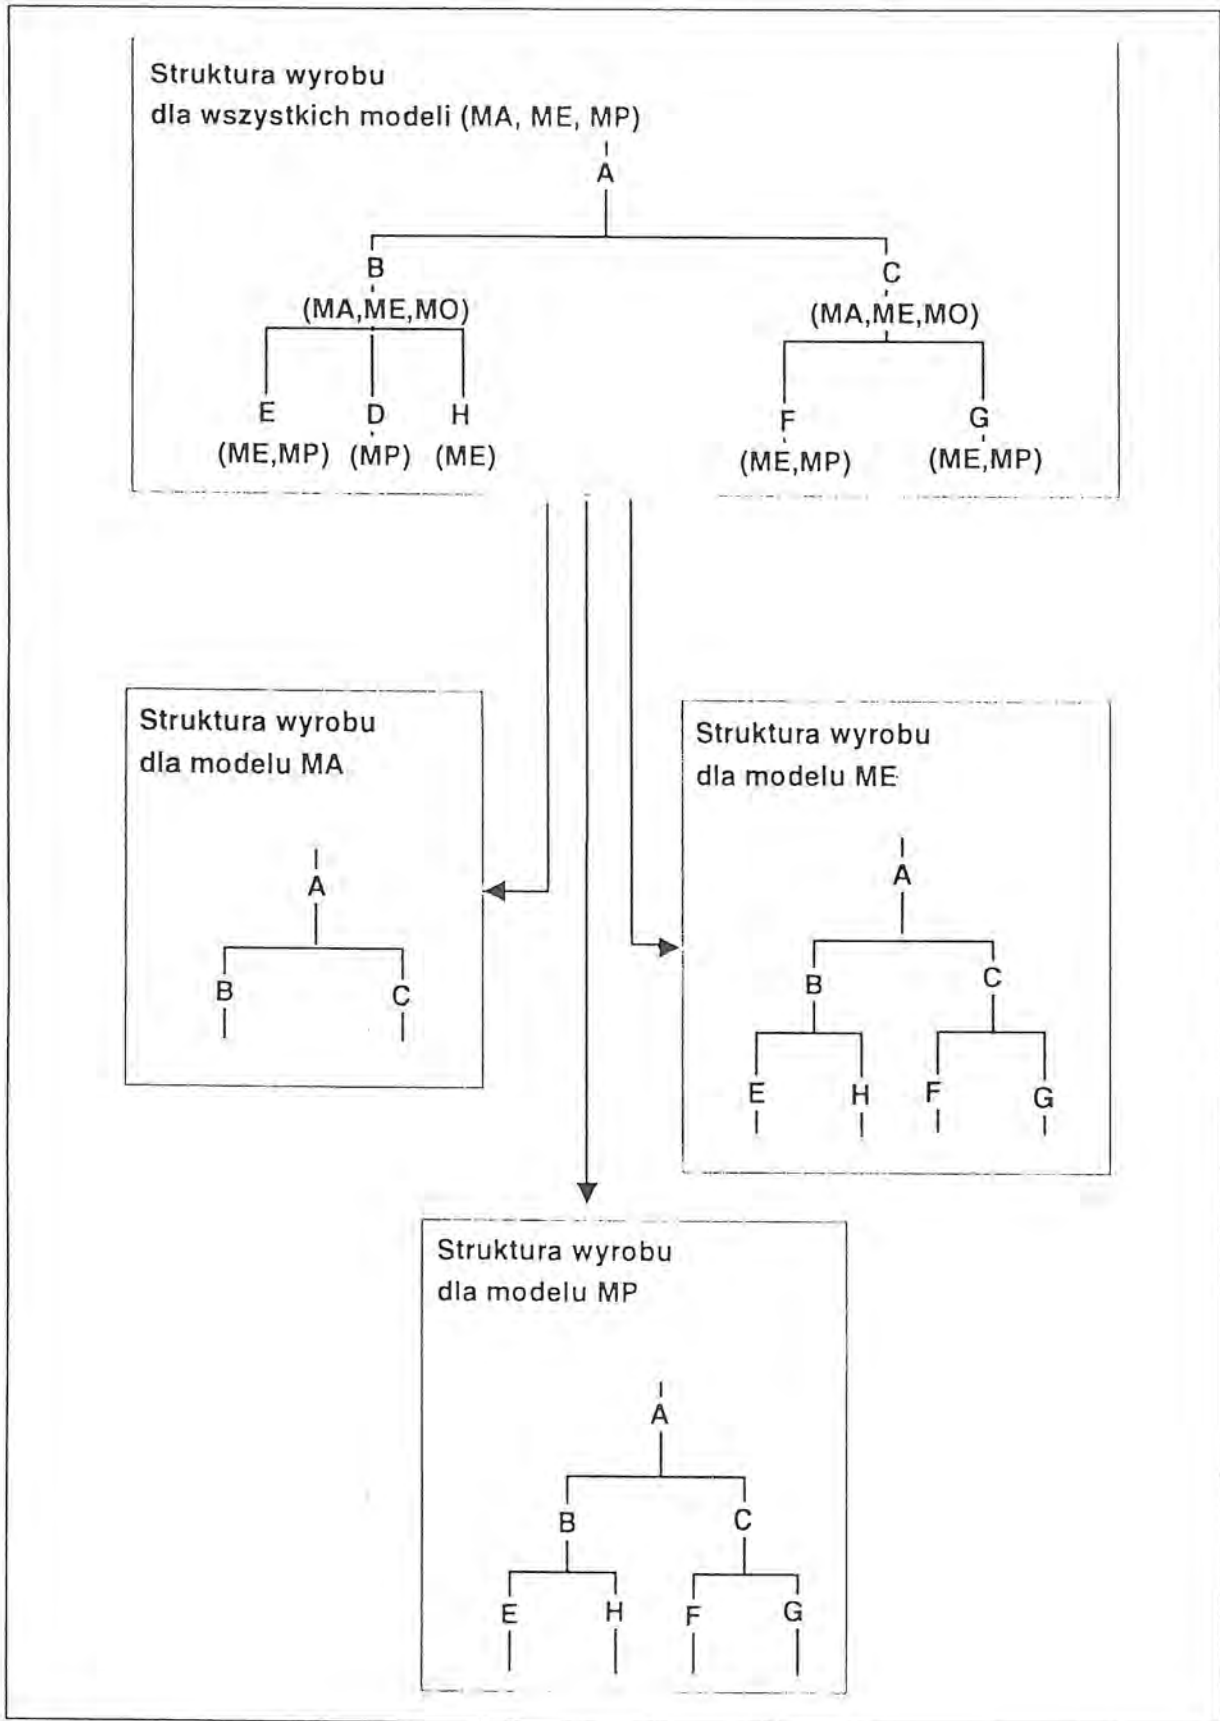 Struktura wyrobu
dla wszystkich modeli (MA, ME, MP)
A
B
C
(MA,ME,MO)
(MA,ME,MO)
E D H
F G
(ME,MP) (MP) (ME)
(ME,MP) (ME,MP)
Struktura wyrobu
dla modelu MA
A
B C
Struktura wyrobu
dla modelu ME
A
B C
E H F G
Struktura wyrobu
dla modelu MP
A
B C
E H F G